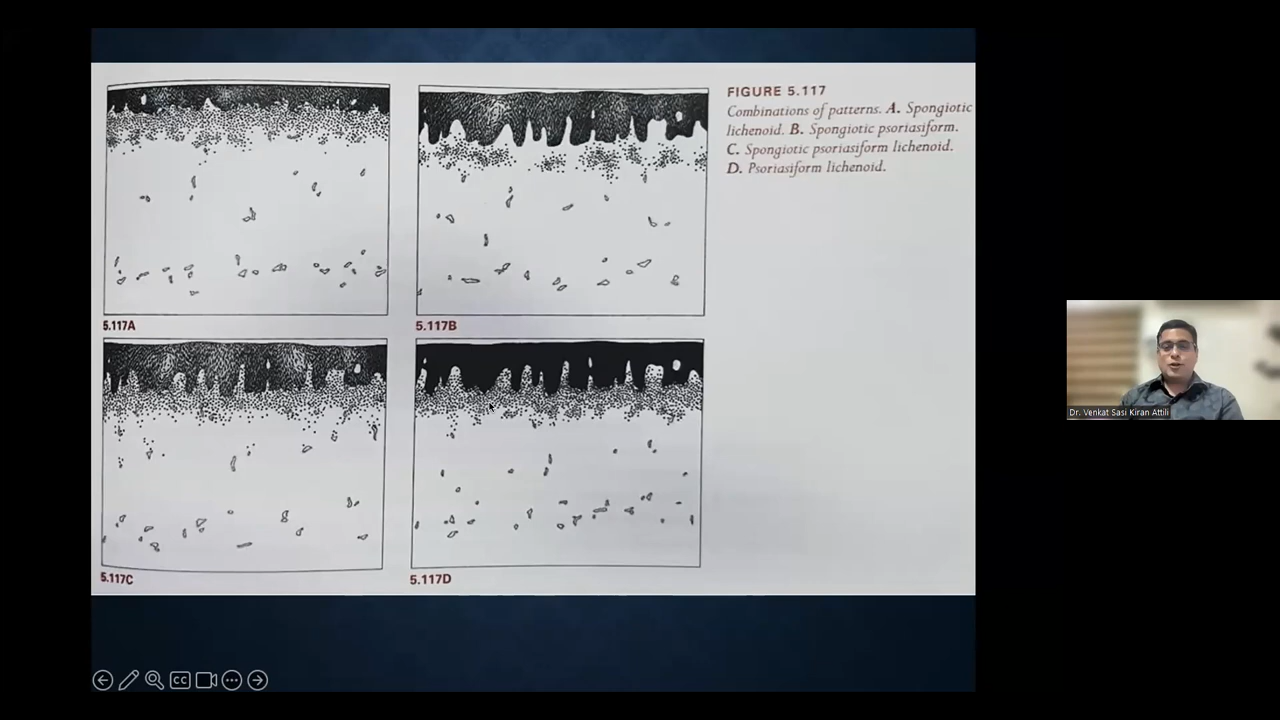 FIGURE 5.117
Combinations of patterns. A. Spongiotic
lichenoid. B. Spongiotic psoriasiform.
C. Spongiotic psoriasiform lichenoid.
D. Psoriasiform lichenoid.
5.117A
5.117B
5.117C
5.117D
Dr. Venkat Sasi Kiran Attili
CC